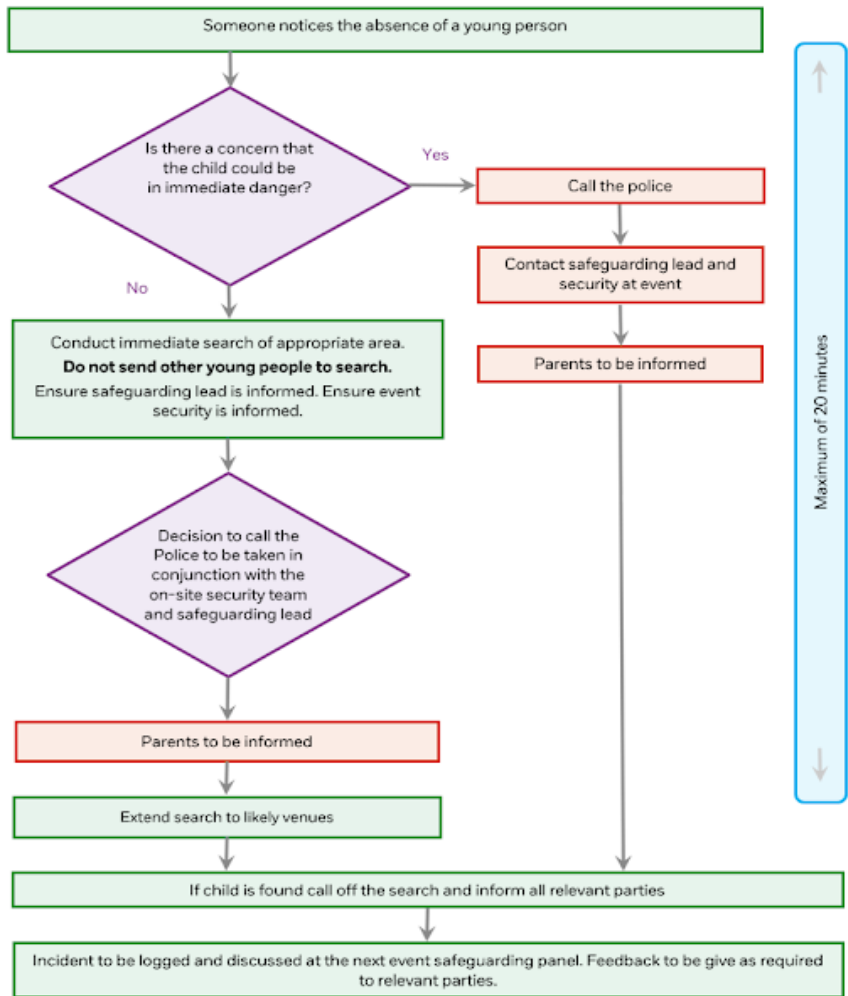 Someone notices the absence of a young person
Is there a concern that
the child could be
in immediate danger?
Yes
Call the police
Contact safeguarding lead and
security at event
Parents to be informed
No
Conduct immediate search of appropriate area.
Do not send other young people to search.
Ensure safeguarding lead is informed. Ensure event
security is informed.
Decision to call the
Police to be taken in
conjunction with the
on-site security team
and safeguarding lead
Parents to be informed
Extend search to likely venues
If child is found call off the search and inform all relevant parties
Incident to be logged and discussed at the next event safeguarding panel. Feedback to be give as required
to relevant parties.
Maximum of 20 minutes